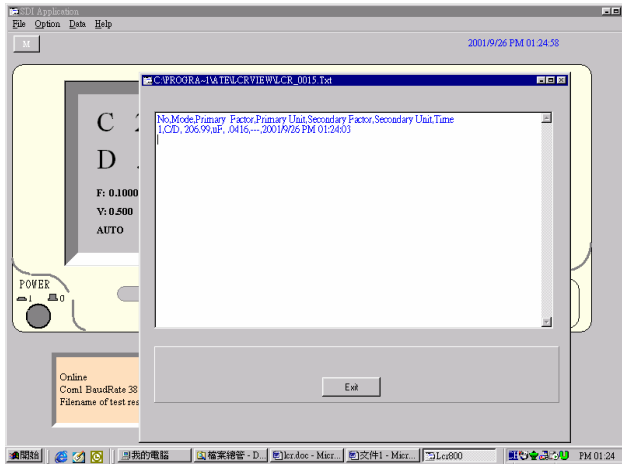 SDI Application
File Option Data Help
M
2001/9/26 PM 01:24:58
C:\PROGRA~1\ATE\LCRVIEW\LCR_0015.Txt
No,Mode,Primary Factor,Primary Unit,Secondary Factor,Secondary Unit,Time
1,C/D, 206.99,uF, .0416,---,2001/9/26 PM 01:24:03
C 2
D .
F: 0.1000
V: 0.500
AUTO
POWER
1 0
Exit
Online
Com1 BaudRate 38
Filename of test res
開始
我的電腦
檔案總管 - D...
lcr.doc - Micr...
文件1 - Micr...
Lcr800
PM 01:24